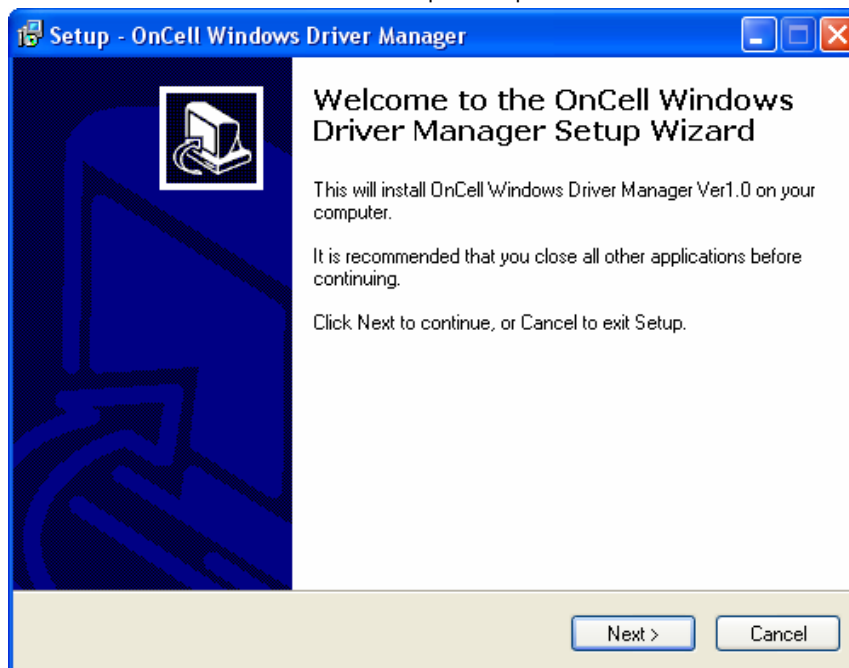 Setup - OnCell Windows Driver Manager
Welcome to the OnCell Windows
Driver Manager Setup Wizard
This will install OnCell Windows Driver Manager Ver1.0 on your
computer.
It is recommended that you close all other applications before
continuing.
Click Next to continue, or Cancel to exit Setup.
Next >
Cancel